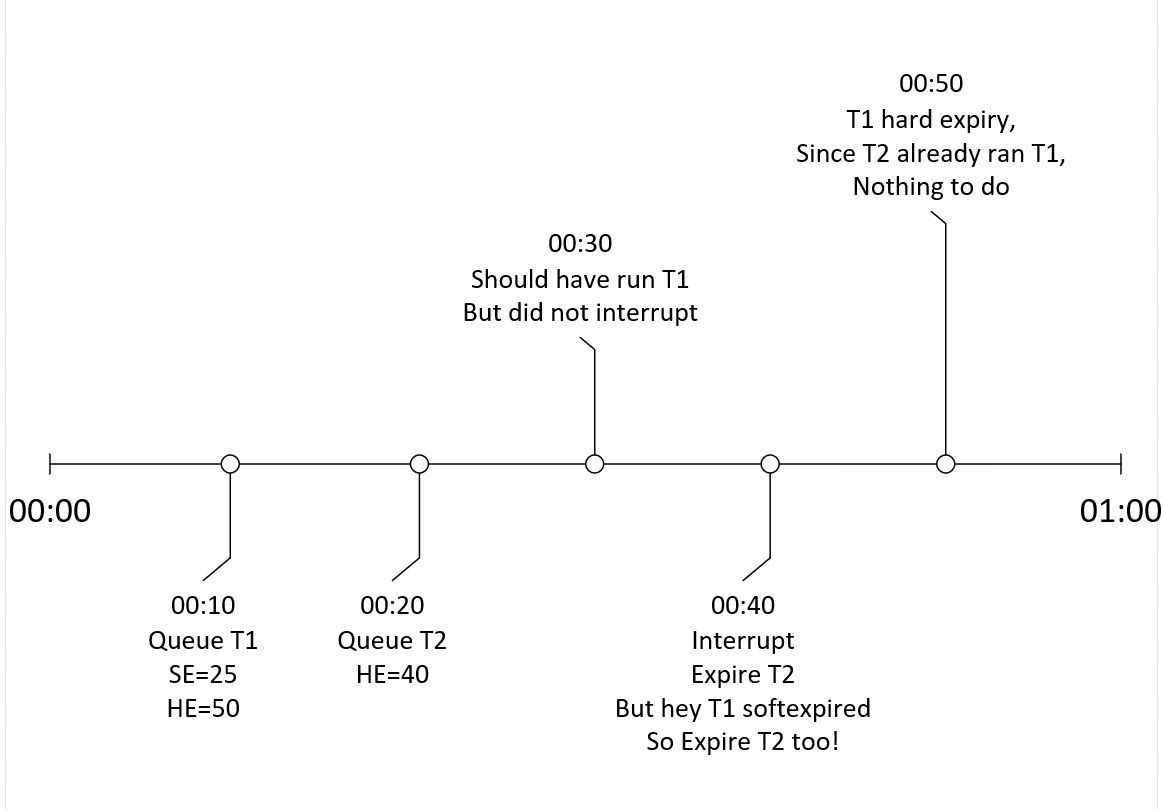 00:50
T1 hard expiry,
Since T2 already ran T1,
Nothing to do
00:30
Should have run T1
But did not interrupt
00:00
01:00
00:10
Queue T1
SE=25
HE=50
00:20
Queue T2
HE=40
00:40
Interrupt
Expire T2
But hey T1 softexpired
So Expire T2 too!